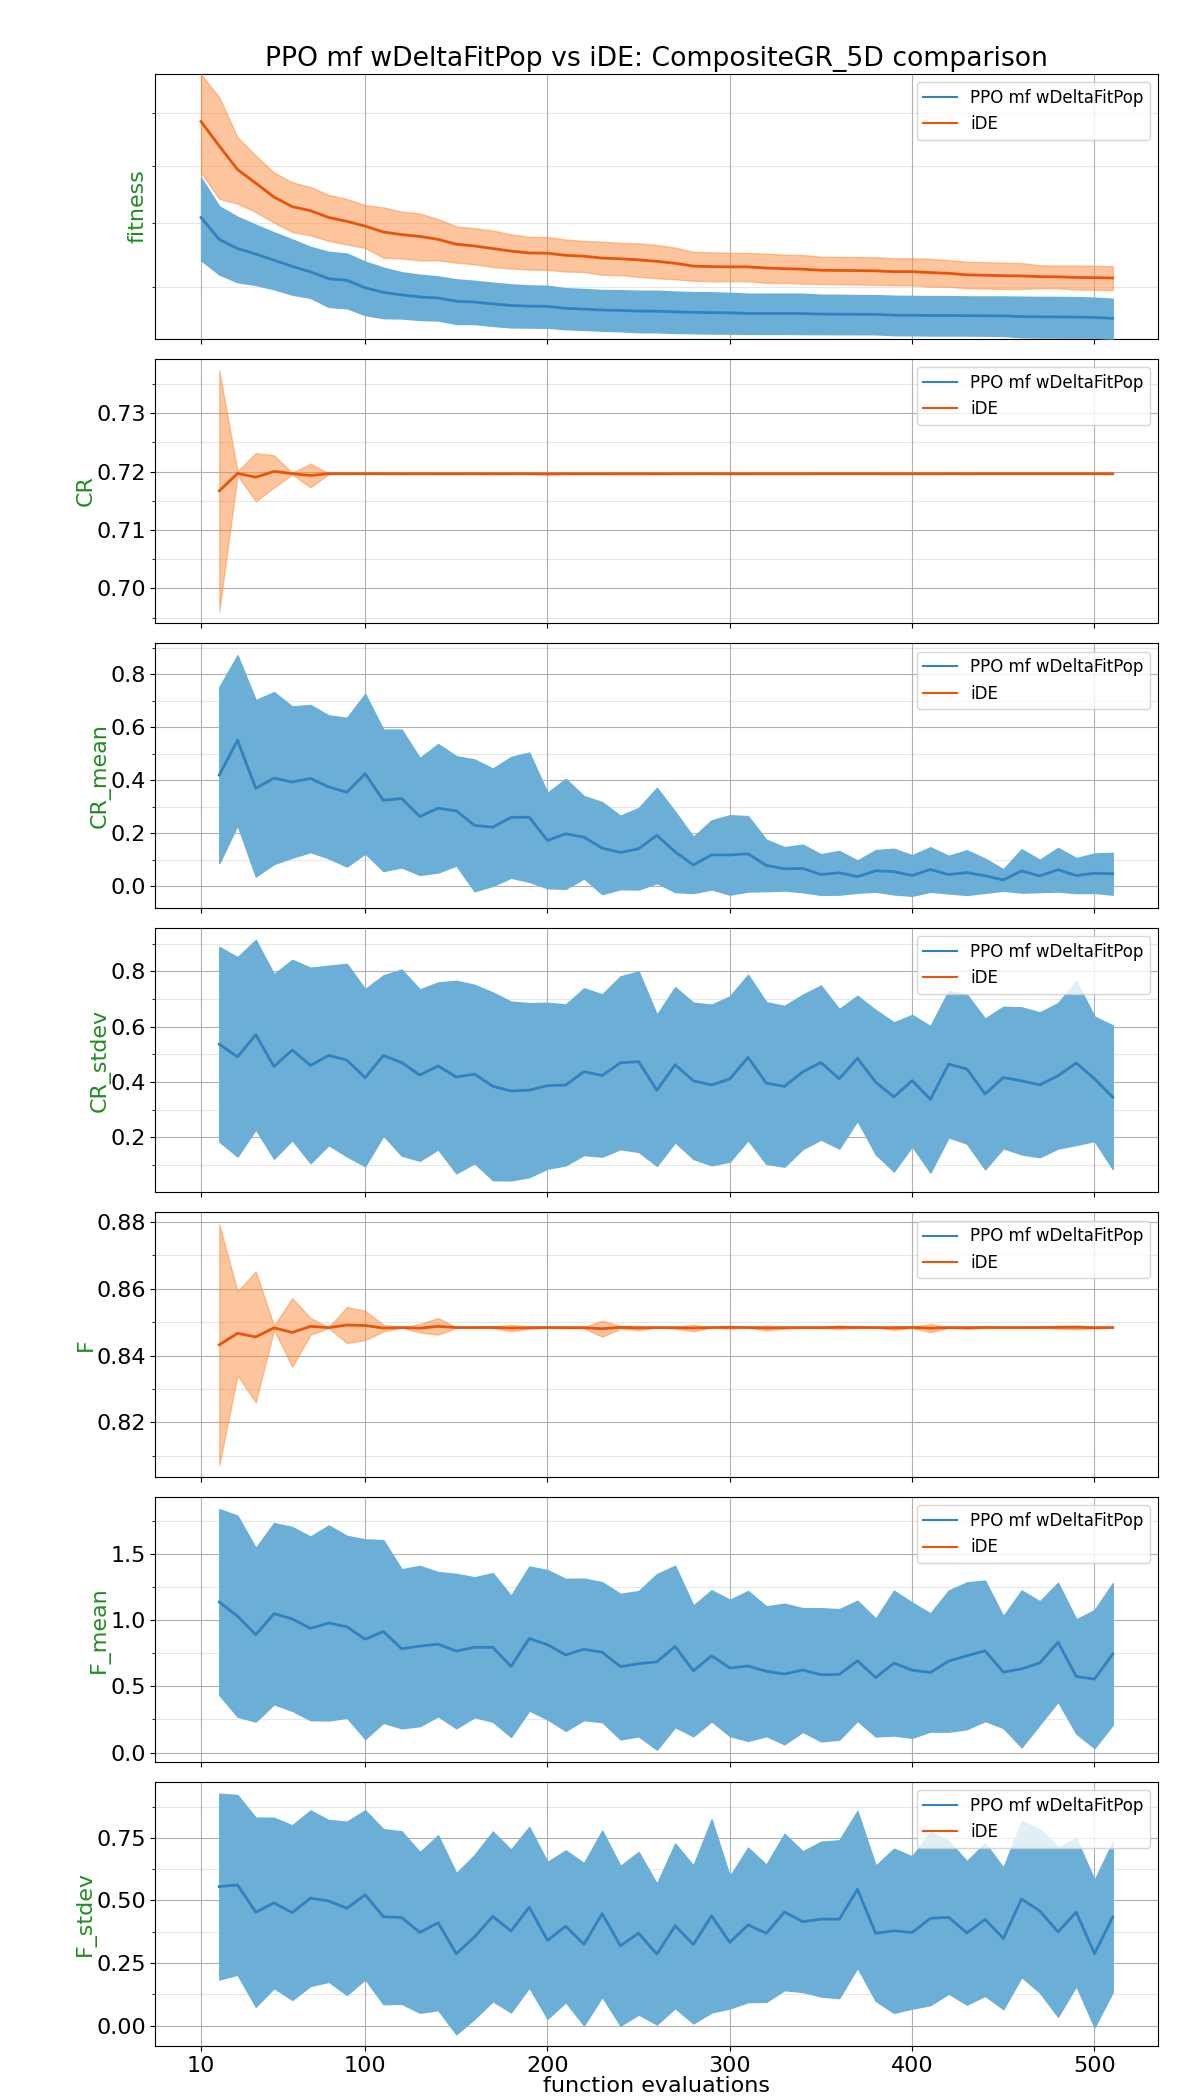 PPO mf wDeltaFitPop vs iDE: CompositeGR_5D comparison
fitness
PPO mf wDeltaFitPop
iDE
CR
0.73
0.72
0.71
0.70
PPO mf wDeltaFitPop
iDE
CR_mean
0.8
0.6
0.4
0.2
0.0
PPO mf wDeltaFitPop
iDE
CR_stdev
0.8
0.6
0.4
0.2
PPO mf wDeltaFitPop
iDE
F
0.88
0.86
0.84
0.82
PPO mf wDeltaFitPop
iDE
F_mean
1.5
1.0
0.5
0.0
PPO mf wDeltaFitPop
iDE
F_stdev
0.75
0.50
0.25
0.00
PPO mf wDeltaFitPop
iDE
10 100 200 300 400 500
function evaluations